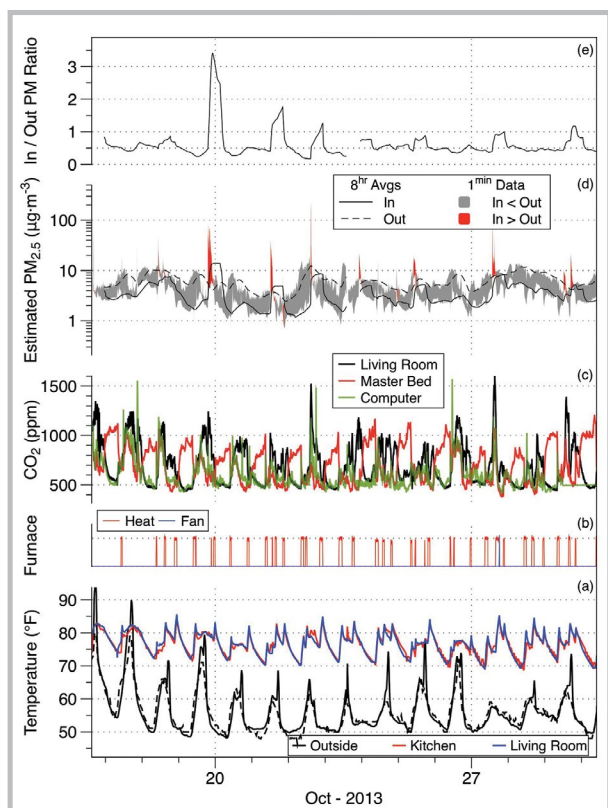 (e)
In / Out PM Ratio
3
2
1
0
(d)
Estimated PM2.5 (µg·m-3)
8hr Avgs
1min Data
In
In < Out
Out
In > Out
100
10
1
(c)
CO2 (ppm)
Living Room
Master Bed
Computer
1500
1000
500
(b)
Furnace
Heat
Fan
(a)
Temperature (°F)
90
80
70
60
50
Outside
Kitchen
Living Room
20
27
Oct - 2013